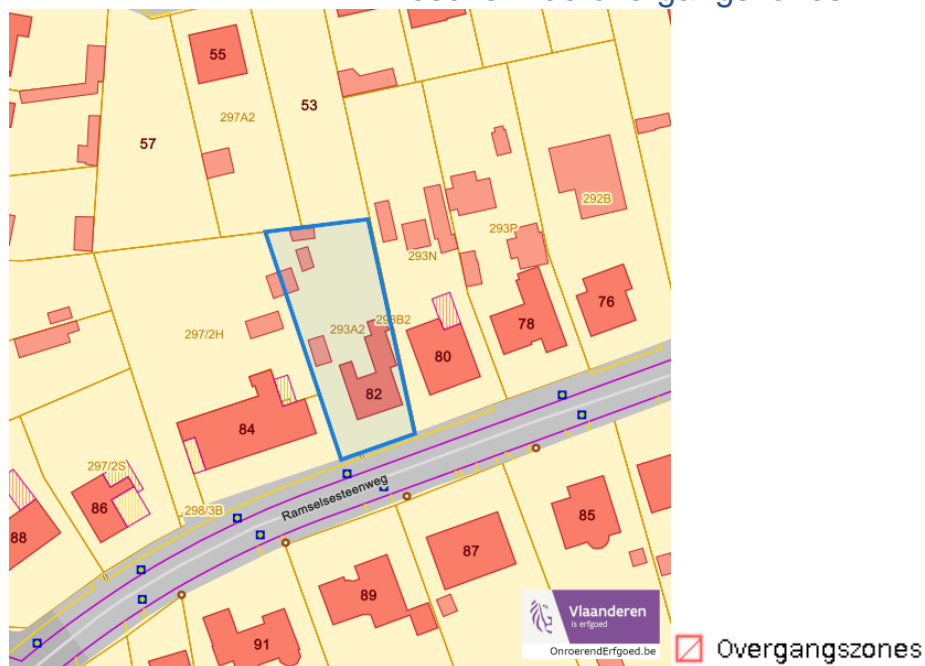 55
53
297A2
57
292B
293P
293N
297/2H
293A2
293B2
76
78
80
82
84
297/2S
86
298/3B
Ramselsesteenweg
88
85
87
89
91
Vlaanderen
is erfgoed
OnroerendErfgoed.be
Overgangszones